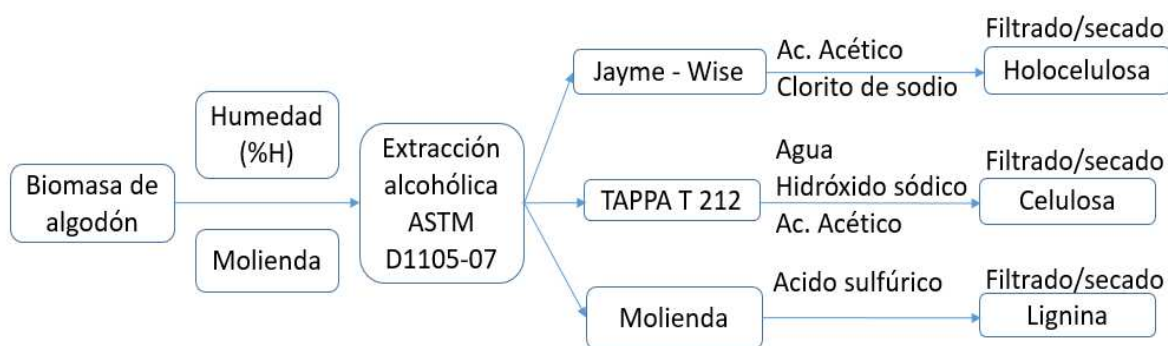 Biomasa de
algodón
Humedad
(%H)
Molienda
Extracción
alcohólica
ASTM
D1105-07
Jayme - Wise
Ac. Acético
Clorito de sodio
Filtrado/secado
Holocelulosa
TAPPA T 212
Agua
Hidróxido sódico
Ac. Acético
Filtrado/secado
Celulosa
Molienda
Acido sulfúrico
Filtrado/secado
Lignina